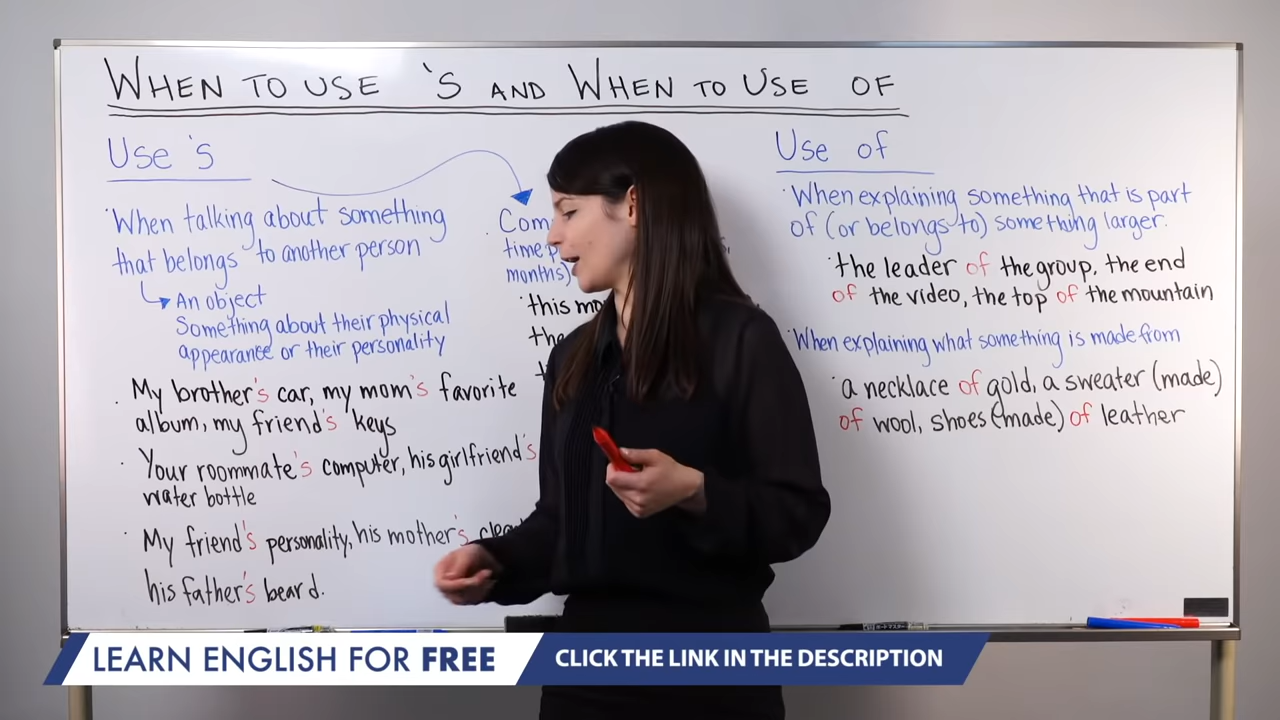 WHEN TO USE 'S AND WHEN TO USE OF
Use 's
When talking about something
that belongs to another person
An object
Something about their physical
appearance or their personality
My brother's car, my mom's favorite
album, my friend's keys
Your roommate's computer, his girlfriend's
water bottle
My friend's personality, his mother's
his father's beard.
time
months)
this
the
Use of
When explaining something that is part
of (or belongs to) something larger.
the leader of the group, the end
of the video, the top of the mountain
When explaining what something is made from
a necklace of gold, a sweater (made)
of wool, shoes (made) of leather
LEARN ENGLISH FOR FREE
CLICK THE LINK IN THE DESCRIPTION